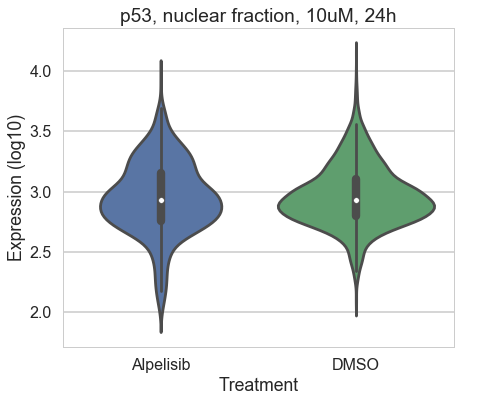 p53, nuclear fraction, 10uM, 24h
Expression (log10)
4.0
3.5
3.0
2.5
2.0
Alpelisib DMSO
Treatment